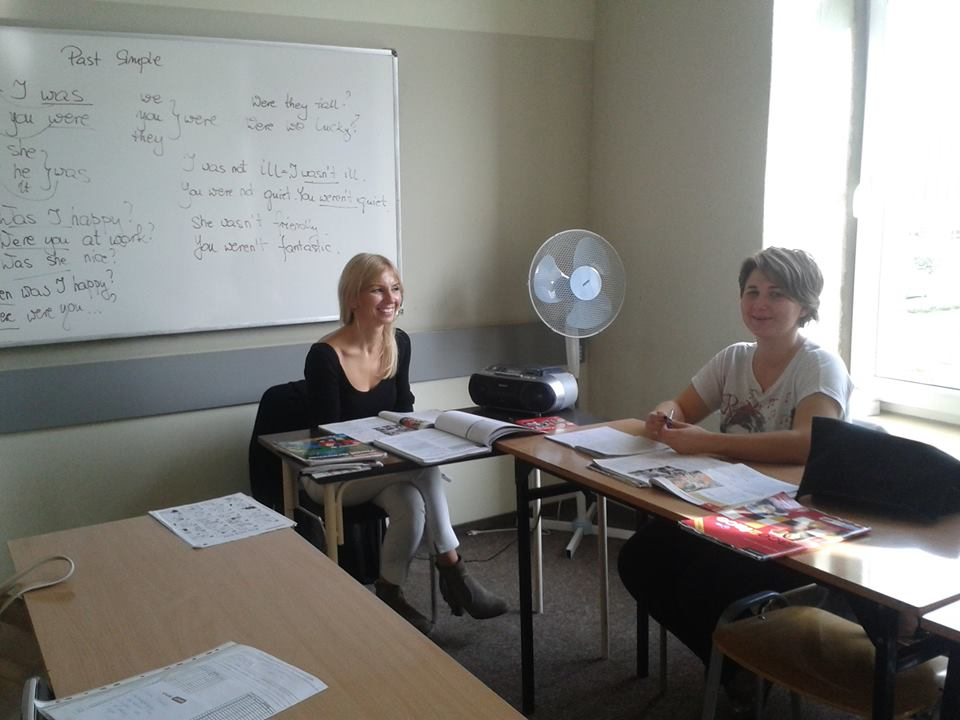 Past Simple
I was
you were
she
he } was
it
we
you } were
they
Were they tall?
Were we lucky?
I was not ill = I wasn't ill.
You were not quiet. You weren't quiet.
She wasn't friendly.
You weren't fantastic.
Was I happy?
Were you at work?
Was she nice?
en was I happy?
were you...